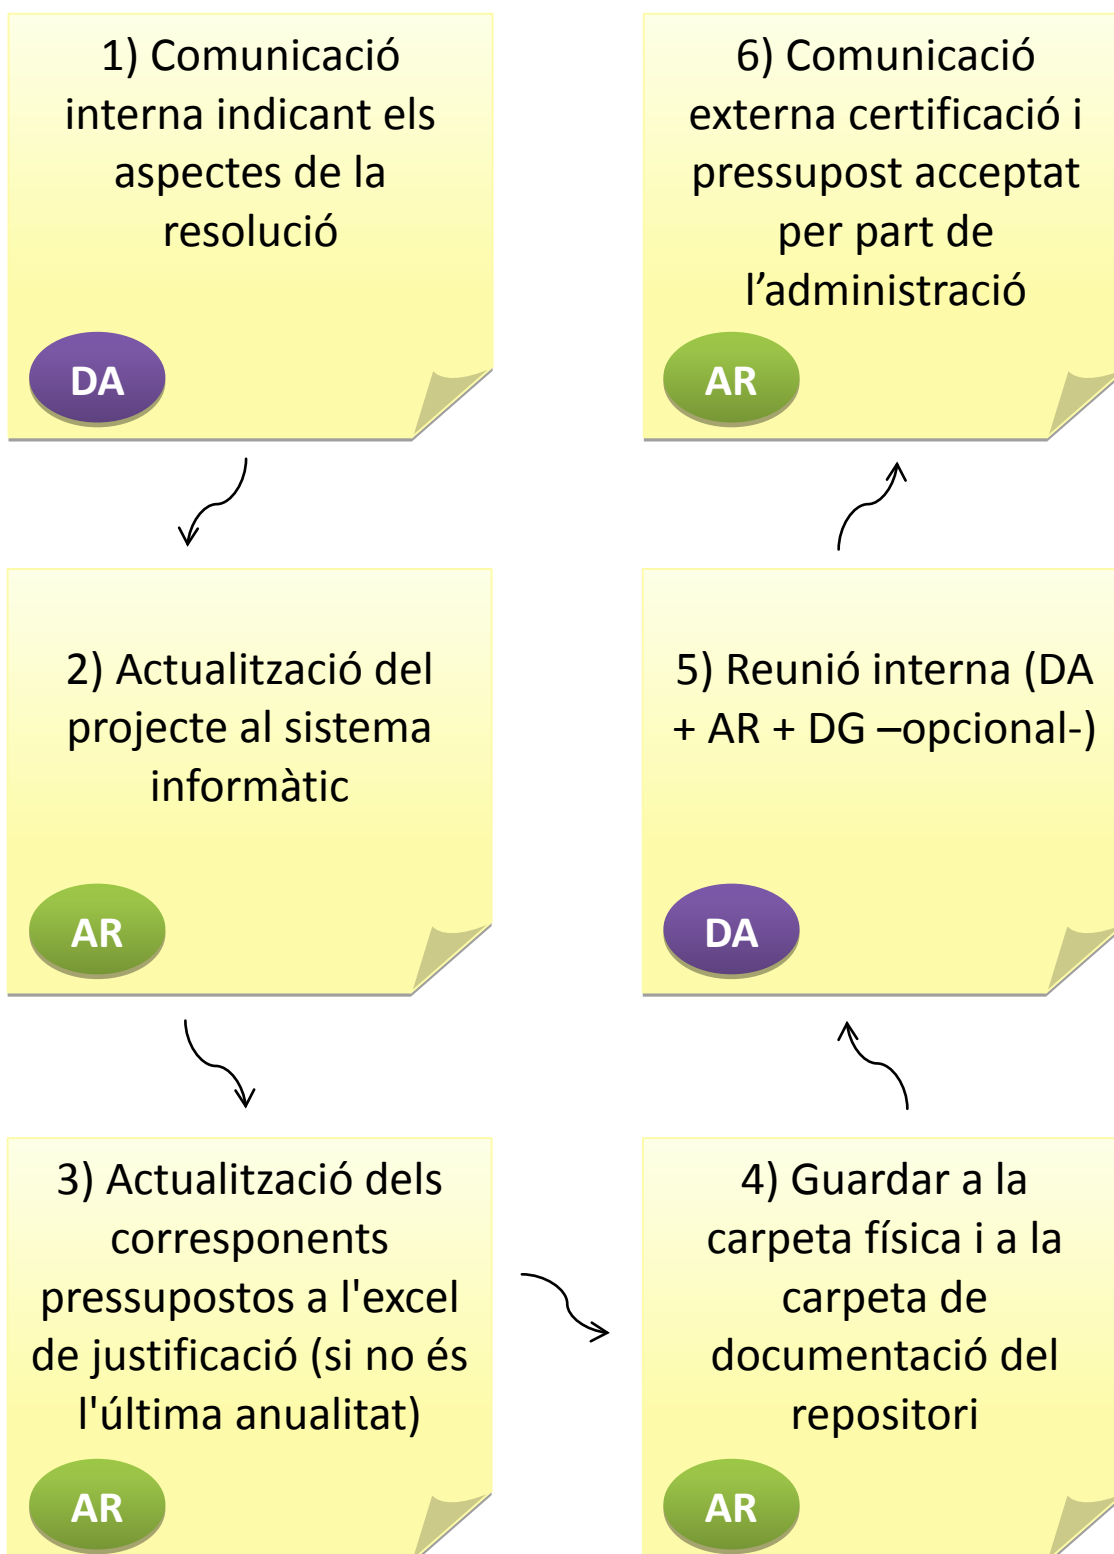 1) Comunicació
interna indicant els
aspectes de la
resolució
DA
2) Actualització del
projecte al sistema
informàtic
AR
3) Actualització dels
corresponents
pressupostos a l'excel
de justificació (si no és
l'última anualitat)
AR
4) Guardar a la
carpeta física i a la
carpeta de
documentació del
repositori
AR
5) Reunió interna (DA
+ AR + DG –opcional-)
DA
6) Comunicació
externa certificació i
pressupost acceptat
per part de
l’administració
AR